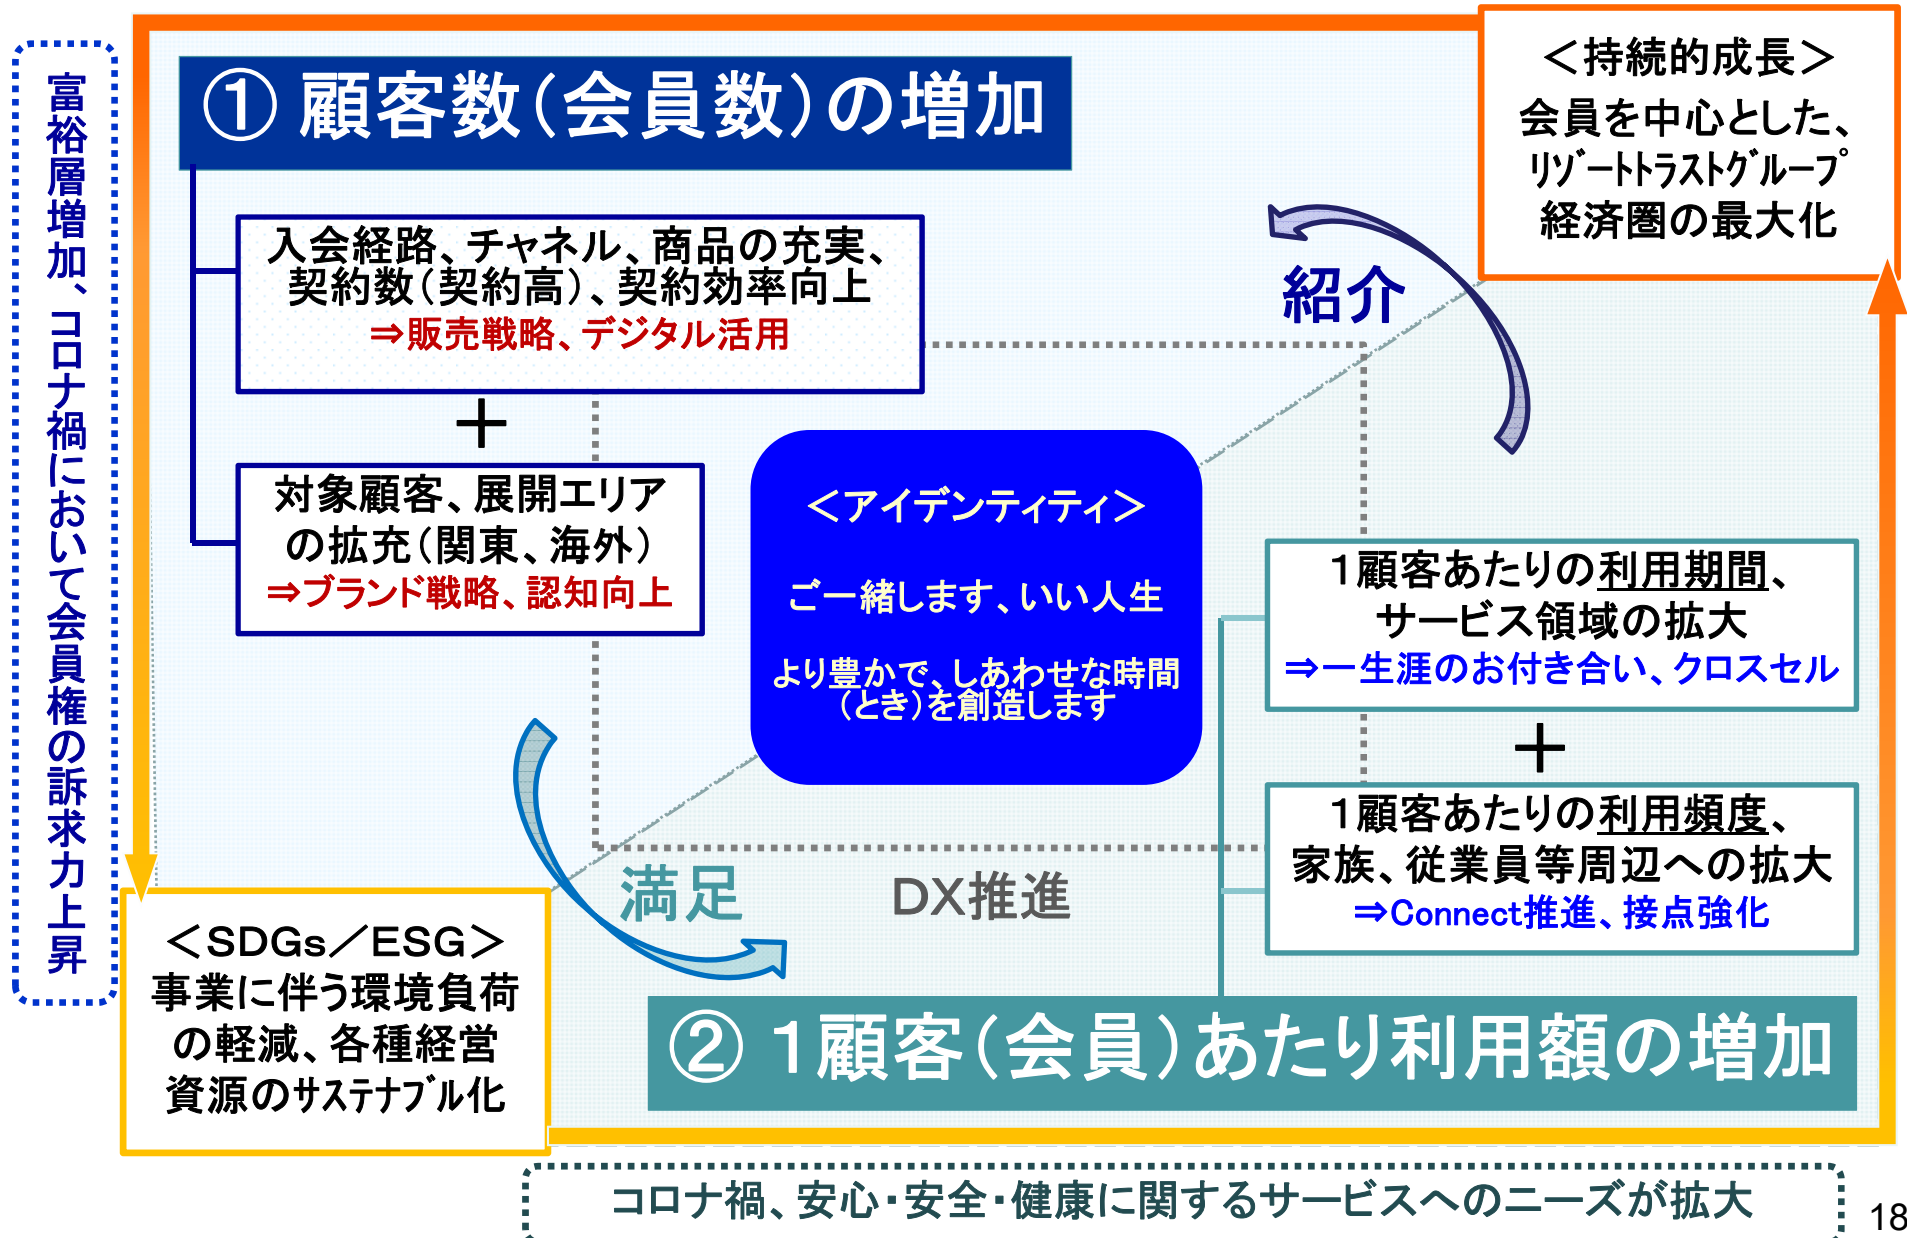 富裕層増加、コロナ禍において会員権の訴求力上昇
① 顧客数（会員数）の増加
入会経路、チャネル、商品の充実、
契約数（契約高）、契約効率向上
⇒販売戦略、デジタル活用
＋
対象顧客、展開エリア
の拡充（関東、海外）
⇒ブランド戦略、認知向上
＜持続的成長＞
会員を中心とした、
ﾘｿﾞｰﾄﾄﾗｽﾄｸﾞﾙｰﾌﾟ
経済圏の最大化
紹介
＜アイデンティティ＞
ご一緒します、いい人生
より豊かで、しあわせな時間
（とき）を創造します
1顧客あたりの利用期間、
サービス領域の拡大
⇒一生涯のお付き合い、クロスセル
＋
1顧客あたりの利用頻度、
家族、従業員等周辺への拡大
⇒Connect推進、接点強化
満足
DX推進
＜SDGs／ESG＞
事業に伴う環境負荷
の軽減、各種経営
資源のｻｽﾃﾅﾌﾞﾙ化
② 1顧客（会員）あたり利用額の増加
コロナ禍、安心・安全・健康に関するサービスへのニーズが拡大
18